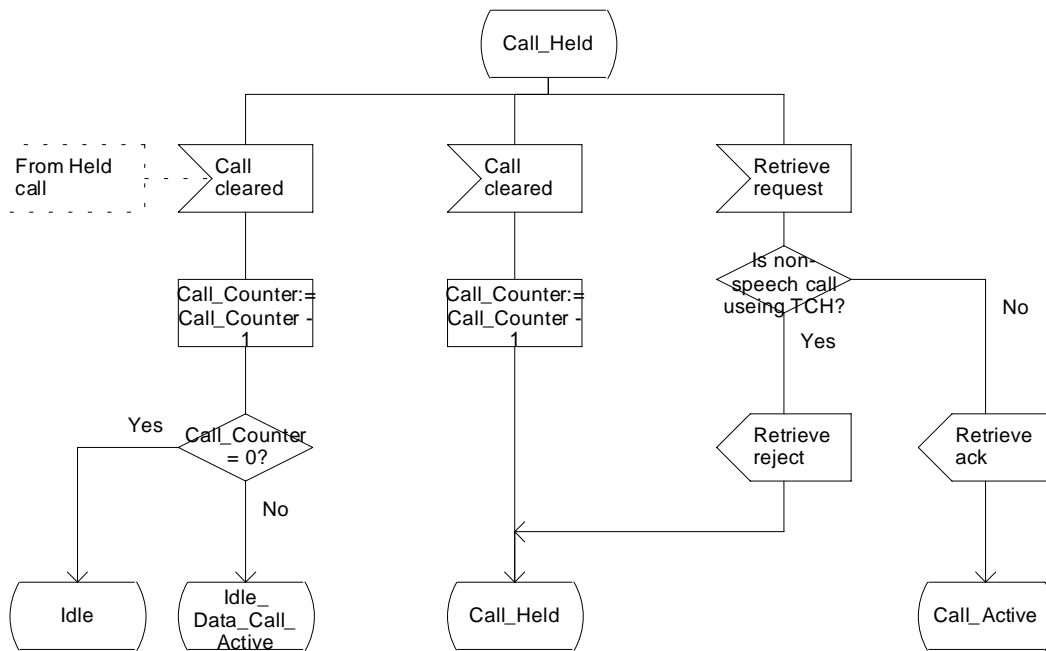 Call_Held
From Held
call
Call
cleared
Call
cleared
Retrieve
request
Call_Counter:=
Call_Counter -
1
Call_Counter:=
Call_Counter -
1
Is non-
speech call
useing TCH?
No
Yes
Yes
Call_Counter
= 0?
No
Retrieve
reject
Retrieve
ack
Idle
Idle_
Data_Call_
Active
Call_Held
Call_Active